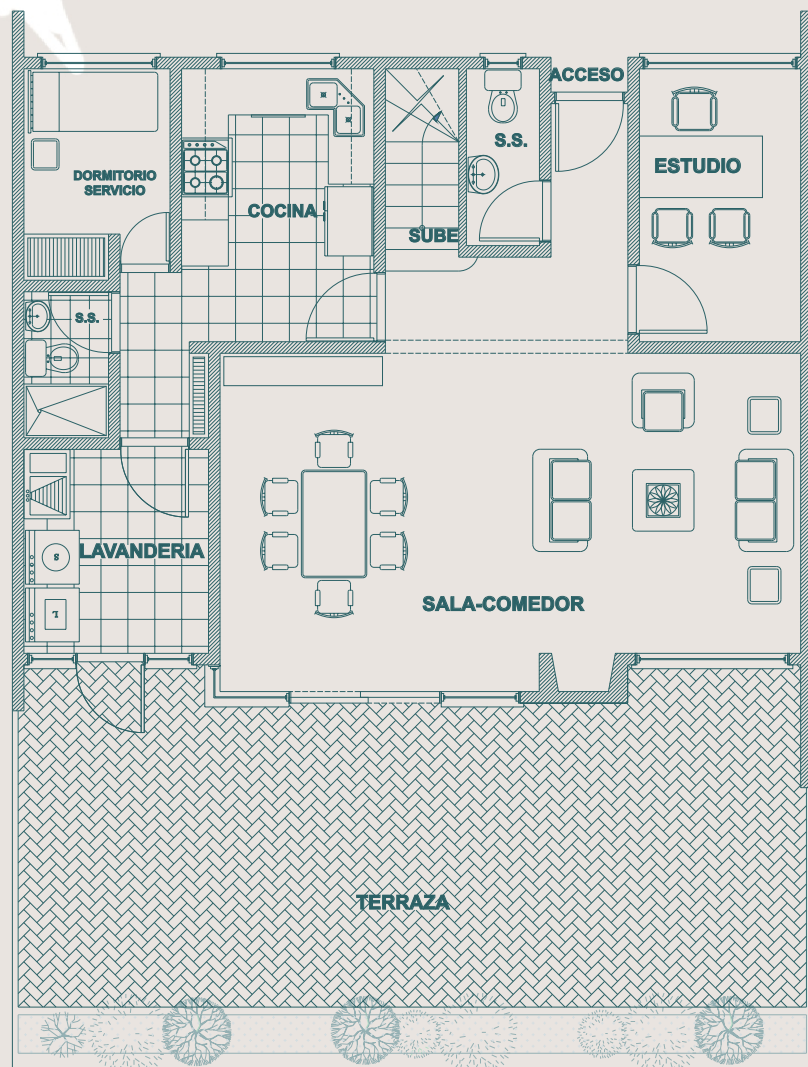 ACCESO
S.S.
ESTUDIO
DORMITORIO
SERVICIO
COCINA
SUBE
S.S.
LAVANDERIA
S
L
SALA-COMEDOR
TERRAZA